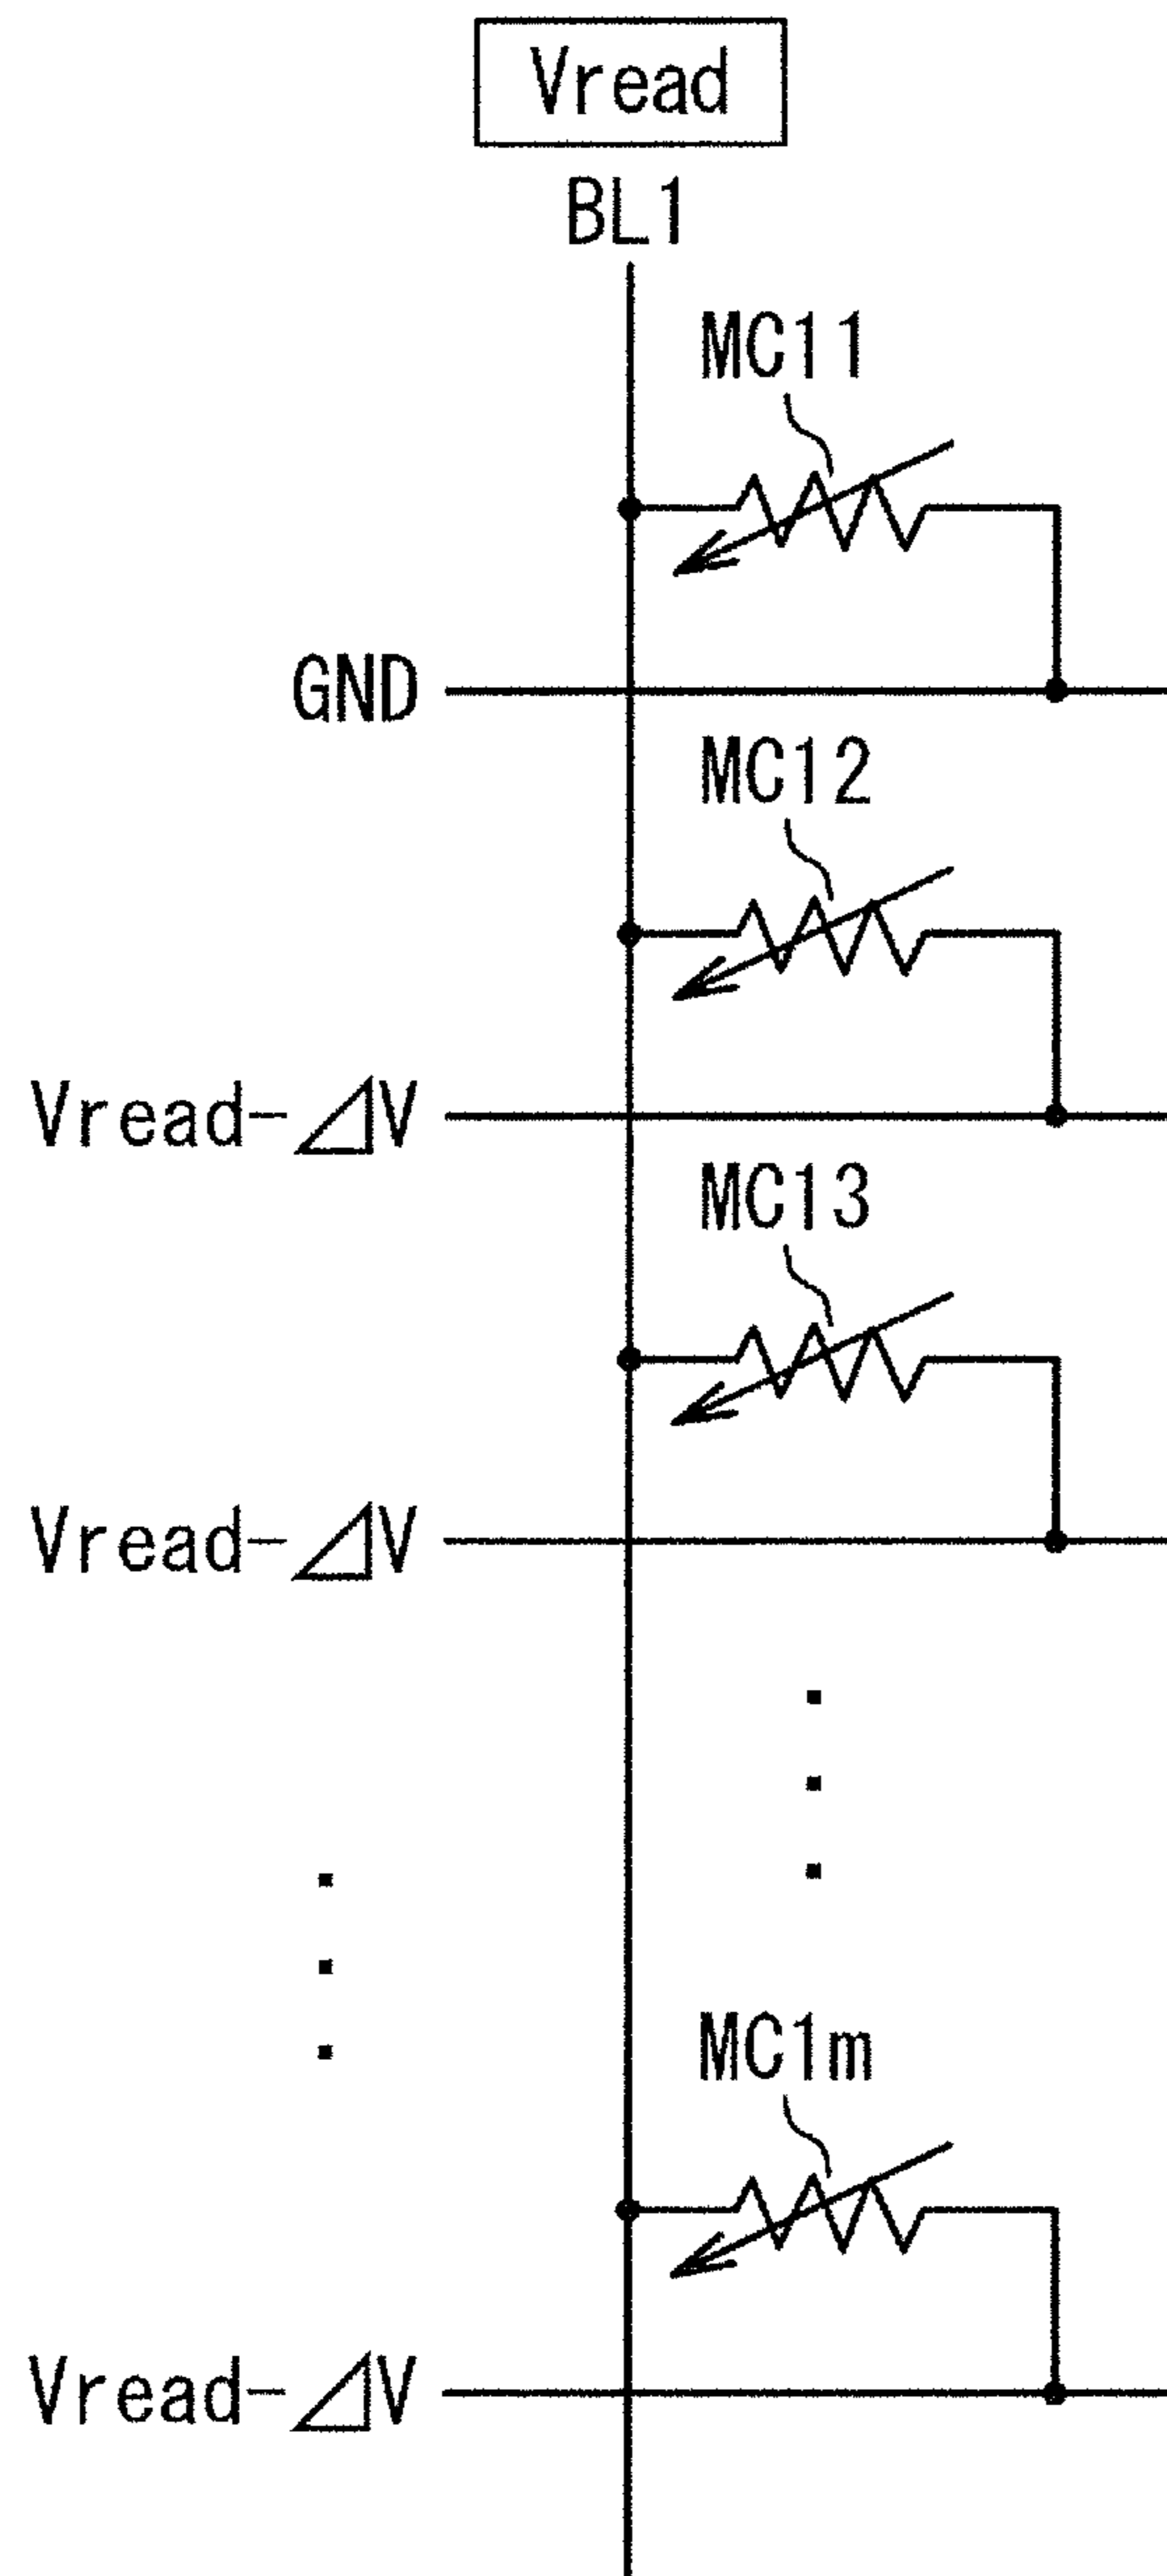 Vread
BL1
MC11
GND
MC12
Vread-⊿V
MC13
Vread-⊿V
MC1m
Vread-⊿V